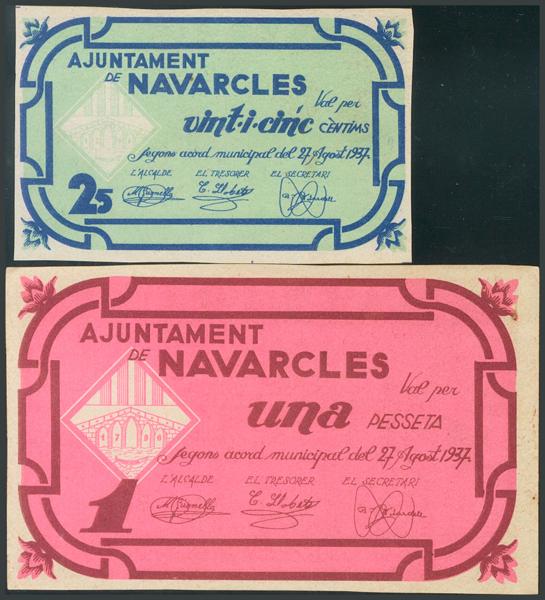 AJUNTAMENT
DE NAVARCLES
Val per
vint-i-cinc CÈNTIMS
segons acord municipal del 27 Agost 1937.
L'ALCALDE EL TRESORER EL SECRETARI
25
AJUNTAMENT
DE NAVARCLES
Val per
una PESSETA
segons acord municipal del 27 Agost 1937.
L'ALCALDE EL TRESORER EL SECRETARI
1